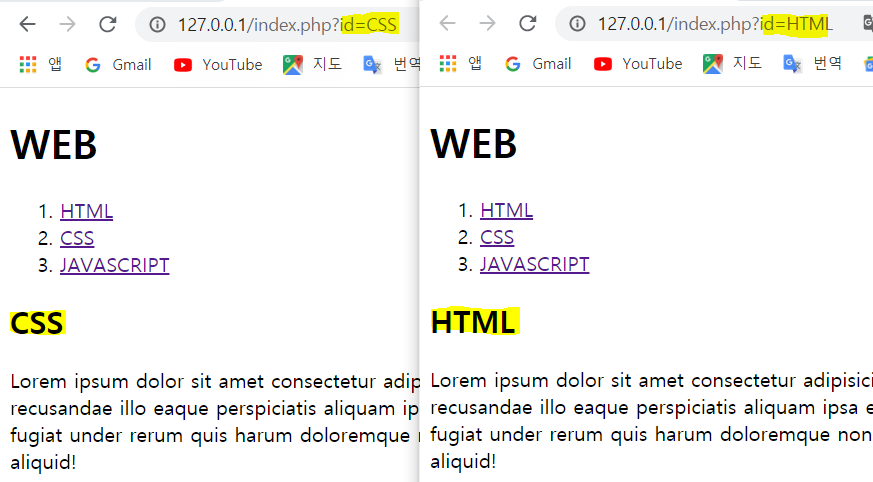 127.0.0.1/index.php?id=CSS
앱 Gmail YouTube 지도 번역
WEB
1. HTML
2. CSS
3. JAVASCRIPT
CSS
Lorem ipsum dolor sit amet consectetur adip
recusandae illo eaque perspiciatis aliquam ip
fugiat under rerum quis harum doloremque
aliquid!
127.0.0.1/index.php?id=HTML
앱 Gmail YouTube 지도 번역
WEB
1. HTML
2. CSS
3. JAVASCRIPT
HTML
Lorem ipsum dolor sit amet consectetur adipisici
recusandae illo eaque perspiciatis aliquam ipsa e
fugiat under rerum quis harum doloremque non
aliquid!